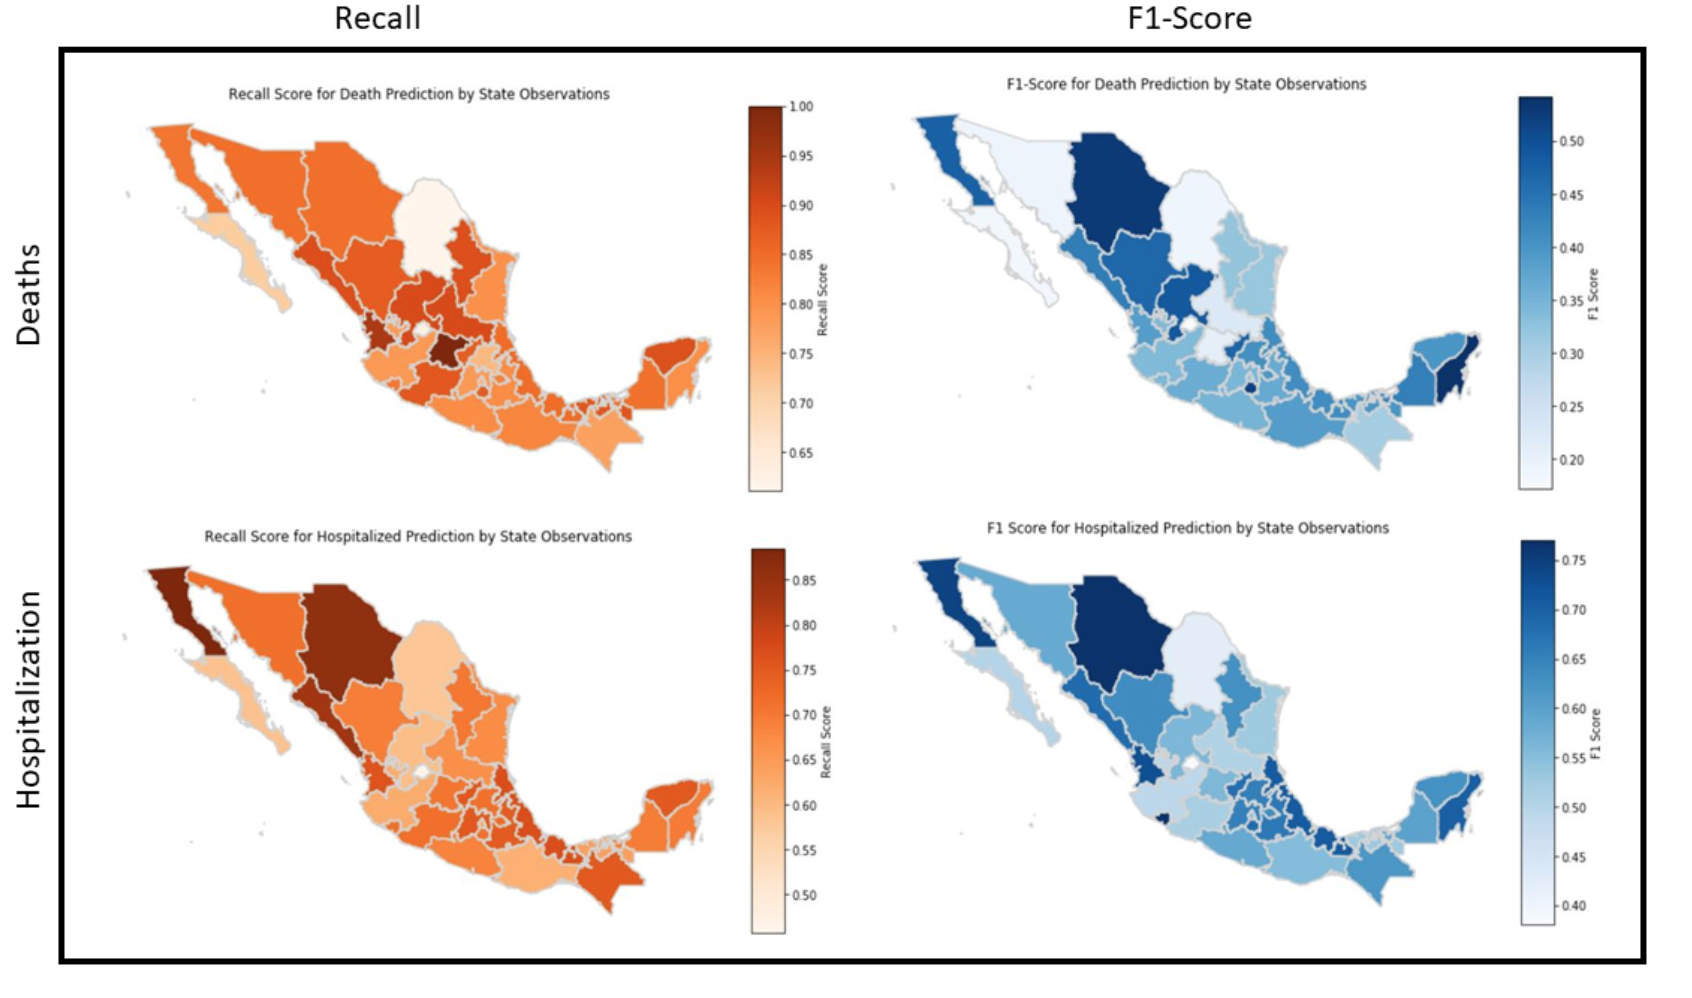 Recall
F1-Score
Deaths
Hospitalization
Recall Score for Death Prediction by State Observations
1.00
0.95
0.90
0.85
0.80
0.75
0.70
0.65
Recall Score
F1-Score for Death Prediction by State Observations
0.50
0.45
0.40
0.35
0.30
0.25
0.20
F1 Score
Recall Score for Hospitalized Prediction by State Observations
0.85
0.80
0.75
0.70
0.65
0.60
0.55
0.50
Recall Score
F1 Score for Hospitalized Prediction by State Observations
0.75
0.70
0.65
0.60
0.55
0.50
0.45
0.40
F1 Score